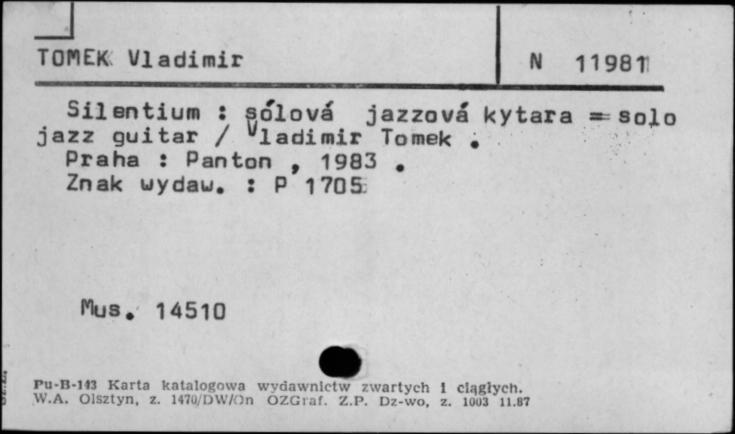 TOMEK Vladimir
N 11981
Silentium : sólová jazzová kytara = solo
jazz guitar / Vladimir Tomek .
Praha : Panton , 1983 .
Znak wydaw. : P 1705
Mus. 14510
Pu-B-143 Karta katalogowa wydawnictw zwartych i ciągłych.
W.A. Olsztyn, z. 1470/DW/On OZGraf. Z.P. Dz-wo, z. 1003 11.87